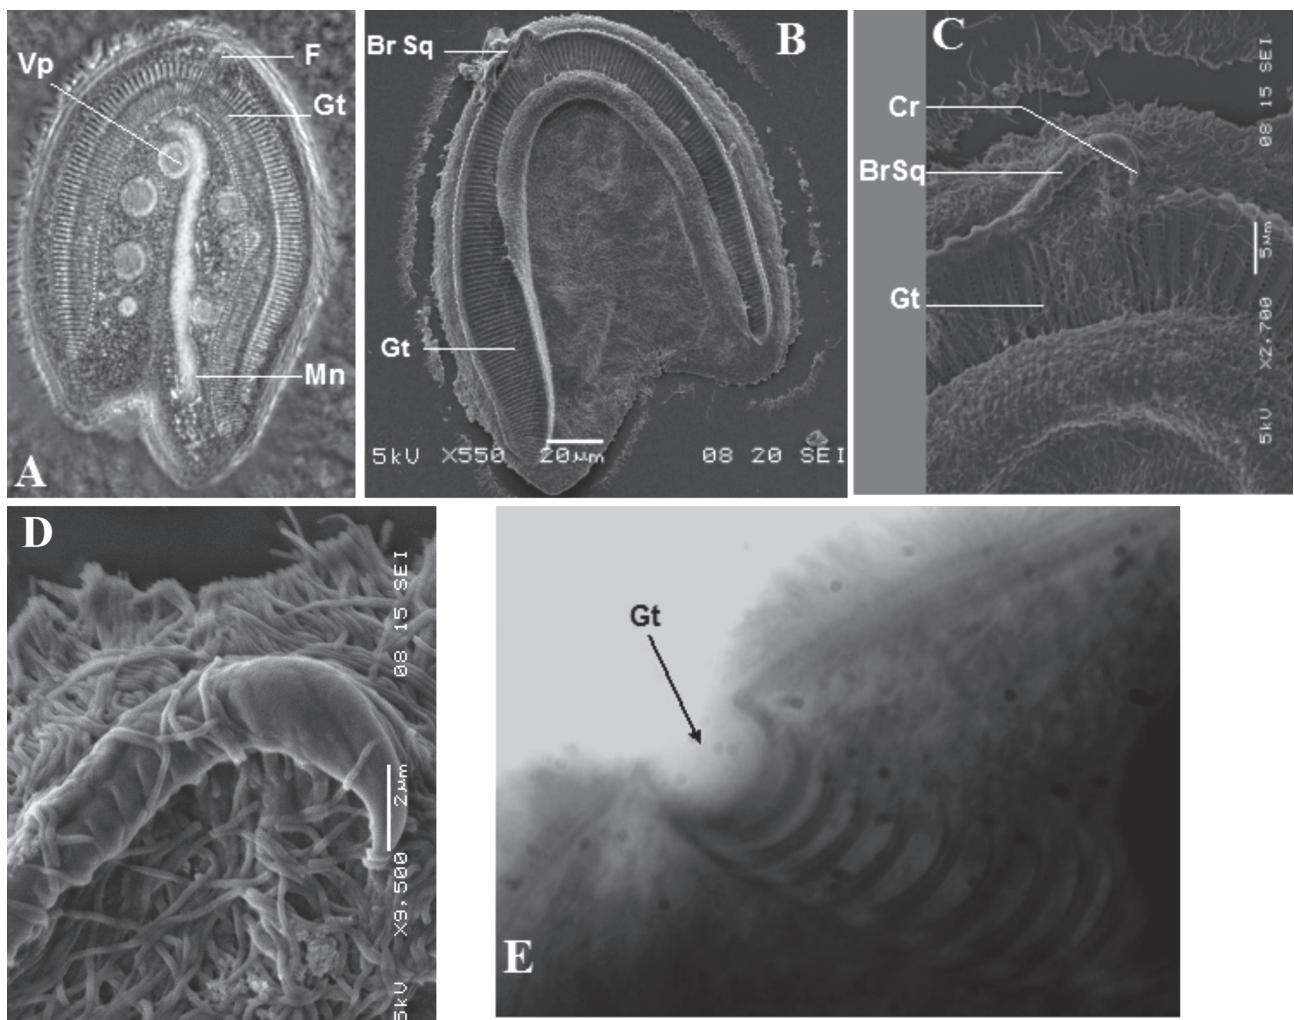 Vp
F
Gt
Mn
A
Br Sq
B
Gt
5kV X550 20μm 08 20 SEI
C
Cr
BrSq
Gt
5kV X2,700 5μm 08 15 SEI
D
5kV X9,500 2μm 08 15 SEI
Gt
E